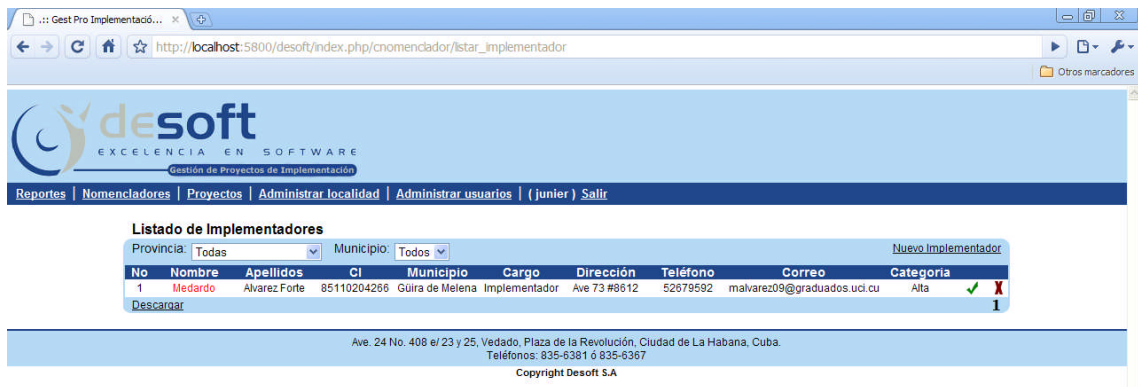 .:: Gest Pro Implementació...
http://localhost:5800/desoft/index.php/cnomenclador/listar_implementador
Otros marcadores
desoft
EXCELENCIA EN SOFTWARE
Gestión de Proyectos de Implementación
Reportes | Nomencladores | Proyectos | Administrar localidad | Administrar usuarios | ( junier ) Salir
Listado de Implementadores
Provincia: Todas Municipio: Todos Nuevo Implementador
No Nombre Apellidos CI Municipio Cargo Dirección Teléfono Correo Categoria
1 Medardo Alvarez Forte 85110204266 Güira de Melena Implementador Ave 73 #8612 52679592 malvarez09@graduados.uci.cu Alta
Descargar 1
Ave. 24 No. 408 e/ 23 y 25, Vedado, Plaza de la Revolución, Ciudad de La Habana, Cuba.
Teléfonos: 835-6381 ó 835-6367
Copyright Desoft S.A